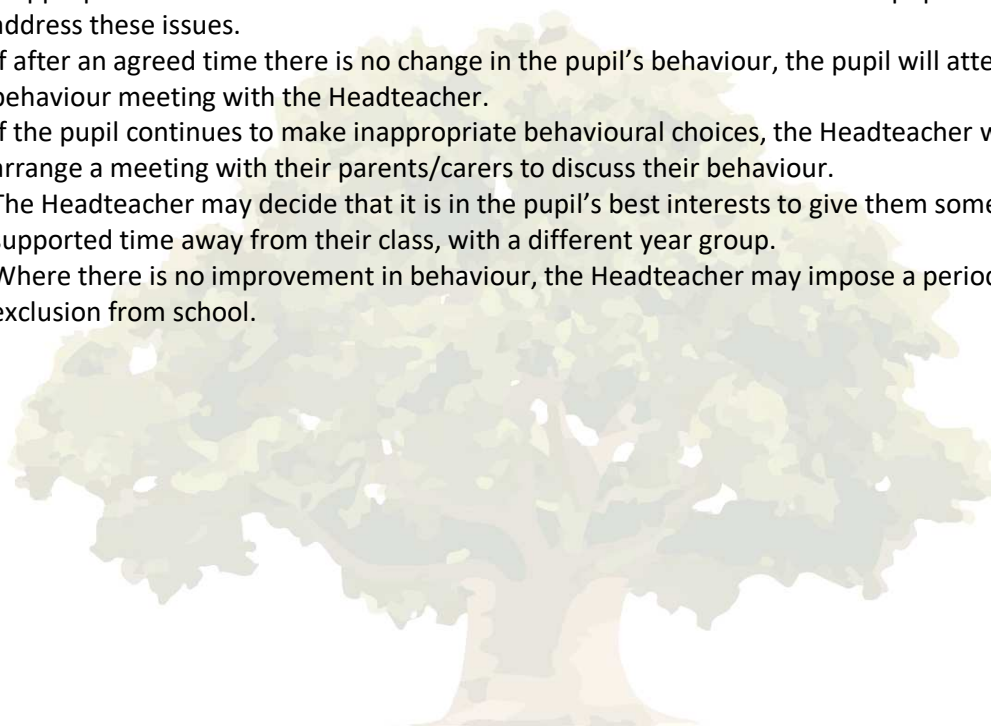 address these issues.
f after an agreed time there is no change in the pupil’s behaviour, the pupil will atte
behaviour meeting with the Headteacher.
f the pupil continues to make inappropriate behavioural choices, the Headteacher w
arrange a meeting with their parents/carers to discuss their behaviour.
The Headteacher may decide that it is in the pupil’s best interests to give them some
supported time away from their class, with a different year group.
Where there is no improvement in behaviour, the Headteacher may impose a period
exclusion from school.